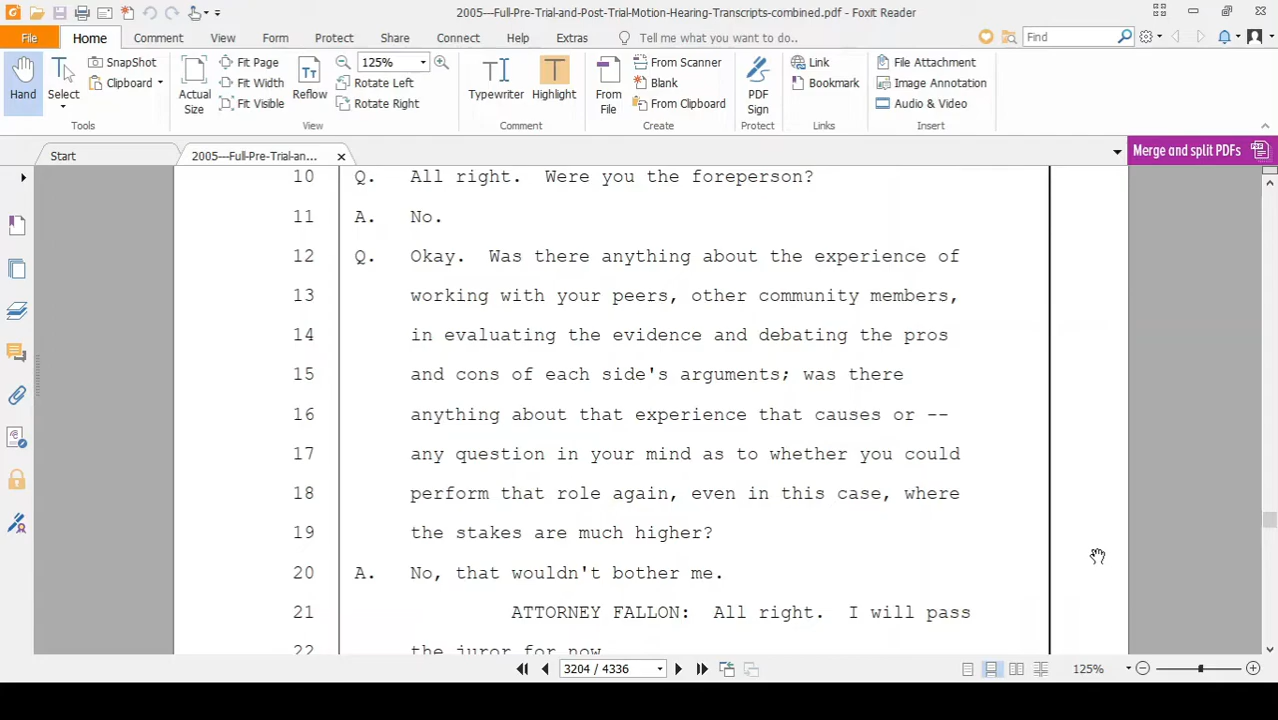 2005---Full-Pre-Trial-and-Post-Trial-Motion-Hearing-Transcripts-combined.pdf - Foxit Reader
File Home Comment View Form Protect Share Connect Help Extras Tell me what you want to do.. Find
Hand
Select
SnapShot
Clipboard
Tools
Actual
Size
Fit Page
Fit Width
Fit Visible
Reflow
125%
Rotate Left
Rotate Right
View
Typewriter
Highlight
Comment
From
File
From Scanner
Blank
From Clipboard
Create
PDF
Sign
Protect
Link
Bookmark
Links
File Attachment
Image Annotation
Audio & Video
Insert
Start
2005---Full-Pre-Trial-an...
Merge and split PDFs
10 Q. All right. Were you the foreperson?
11 A. No.
12 Q. Okay. Was there anything about the experience of
13 working with your peers, other community members,
14 in evaluating the evidence and debating the pros
15 and cons of each side's arguments; was there
16 anything about that experience that causes or --
17 any question in your mind as to whether you could
18 perform that role again, even in this case, where
19 the stakes are much higher?
20 A. No, that wouldn't bother me.
21 ATTORNEY FALLON: All right. I will pass
22 the juror for now
3204 / 4336
125%